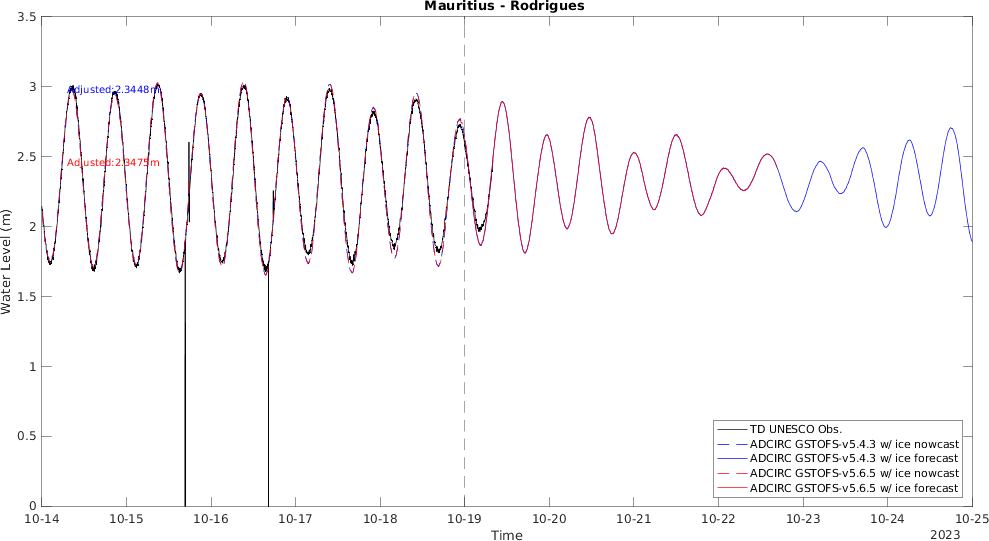 Mauritius - Rodrigues
Water Level (m)
3.5
3
2.5
2
1.5
1
0.5
0
Adjusted:2.3448m
Adjusted:2.3475m
TD UNESCO Obs.
ADCIRC GSTOFS-v5.4.3 w/ ice nowcast
ADCIRC GSTOFS-v5.4.3 w/ ice forecast
ADCIRC GSTOFS-v5.6.5 w/ ice nowcast
ADCIRC GSTOFS-v5.6.5 w/ ice forecast
10-14 10-15 10-16 10-17 10-18 10-19 10-20 10-21 10-22 10-23 10-24 10-25
Time
2023